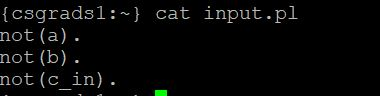 {csgrads1:~} cat input.pl
not(a).
not(b).
not(c_in).